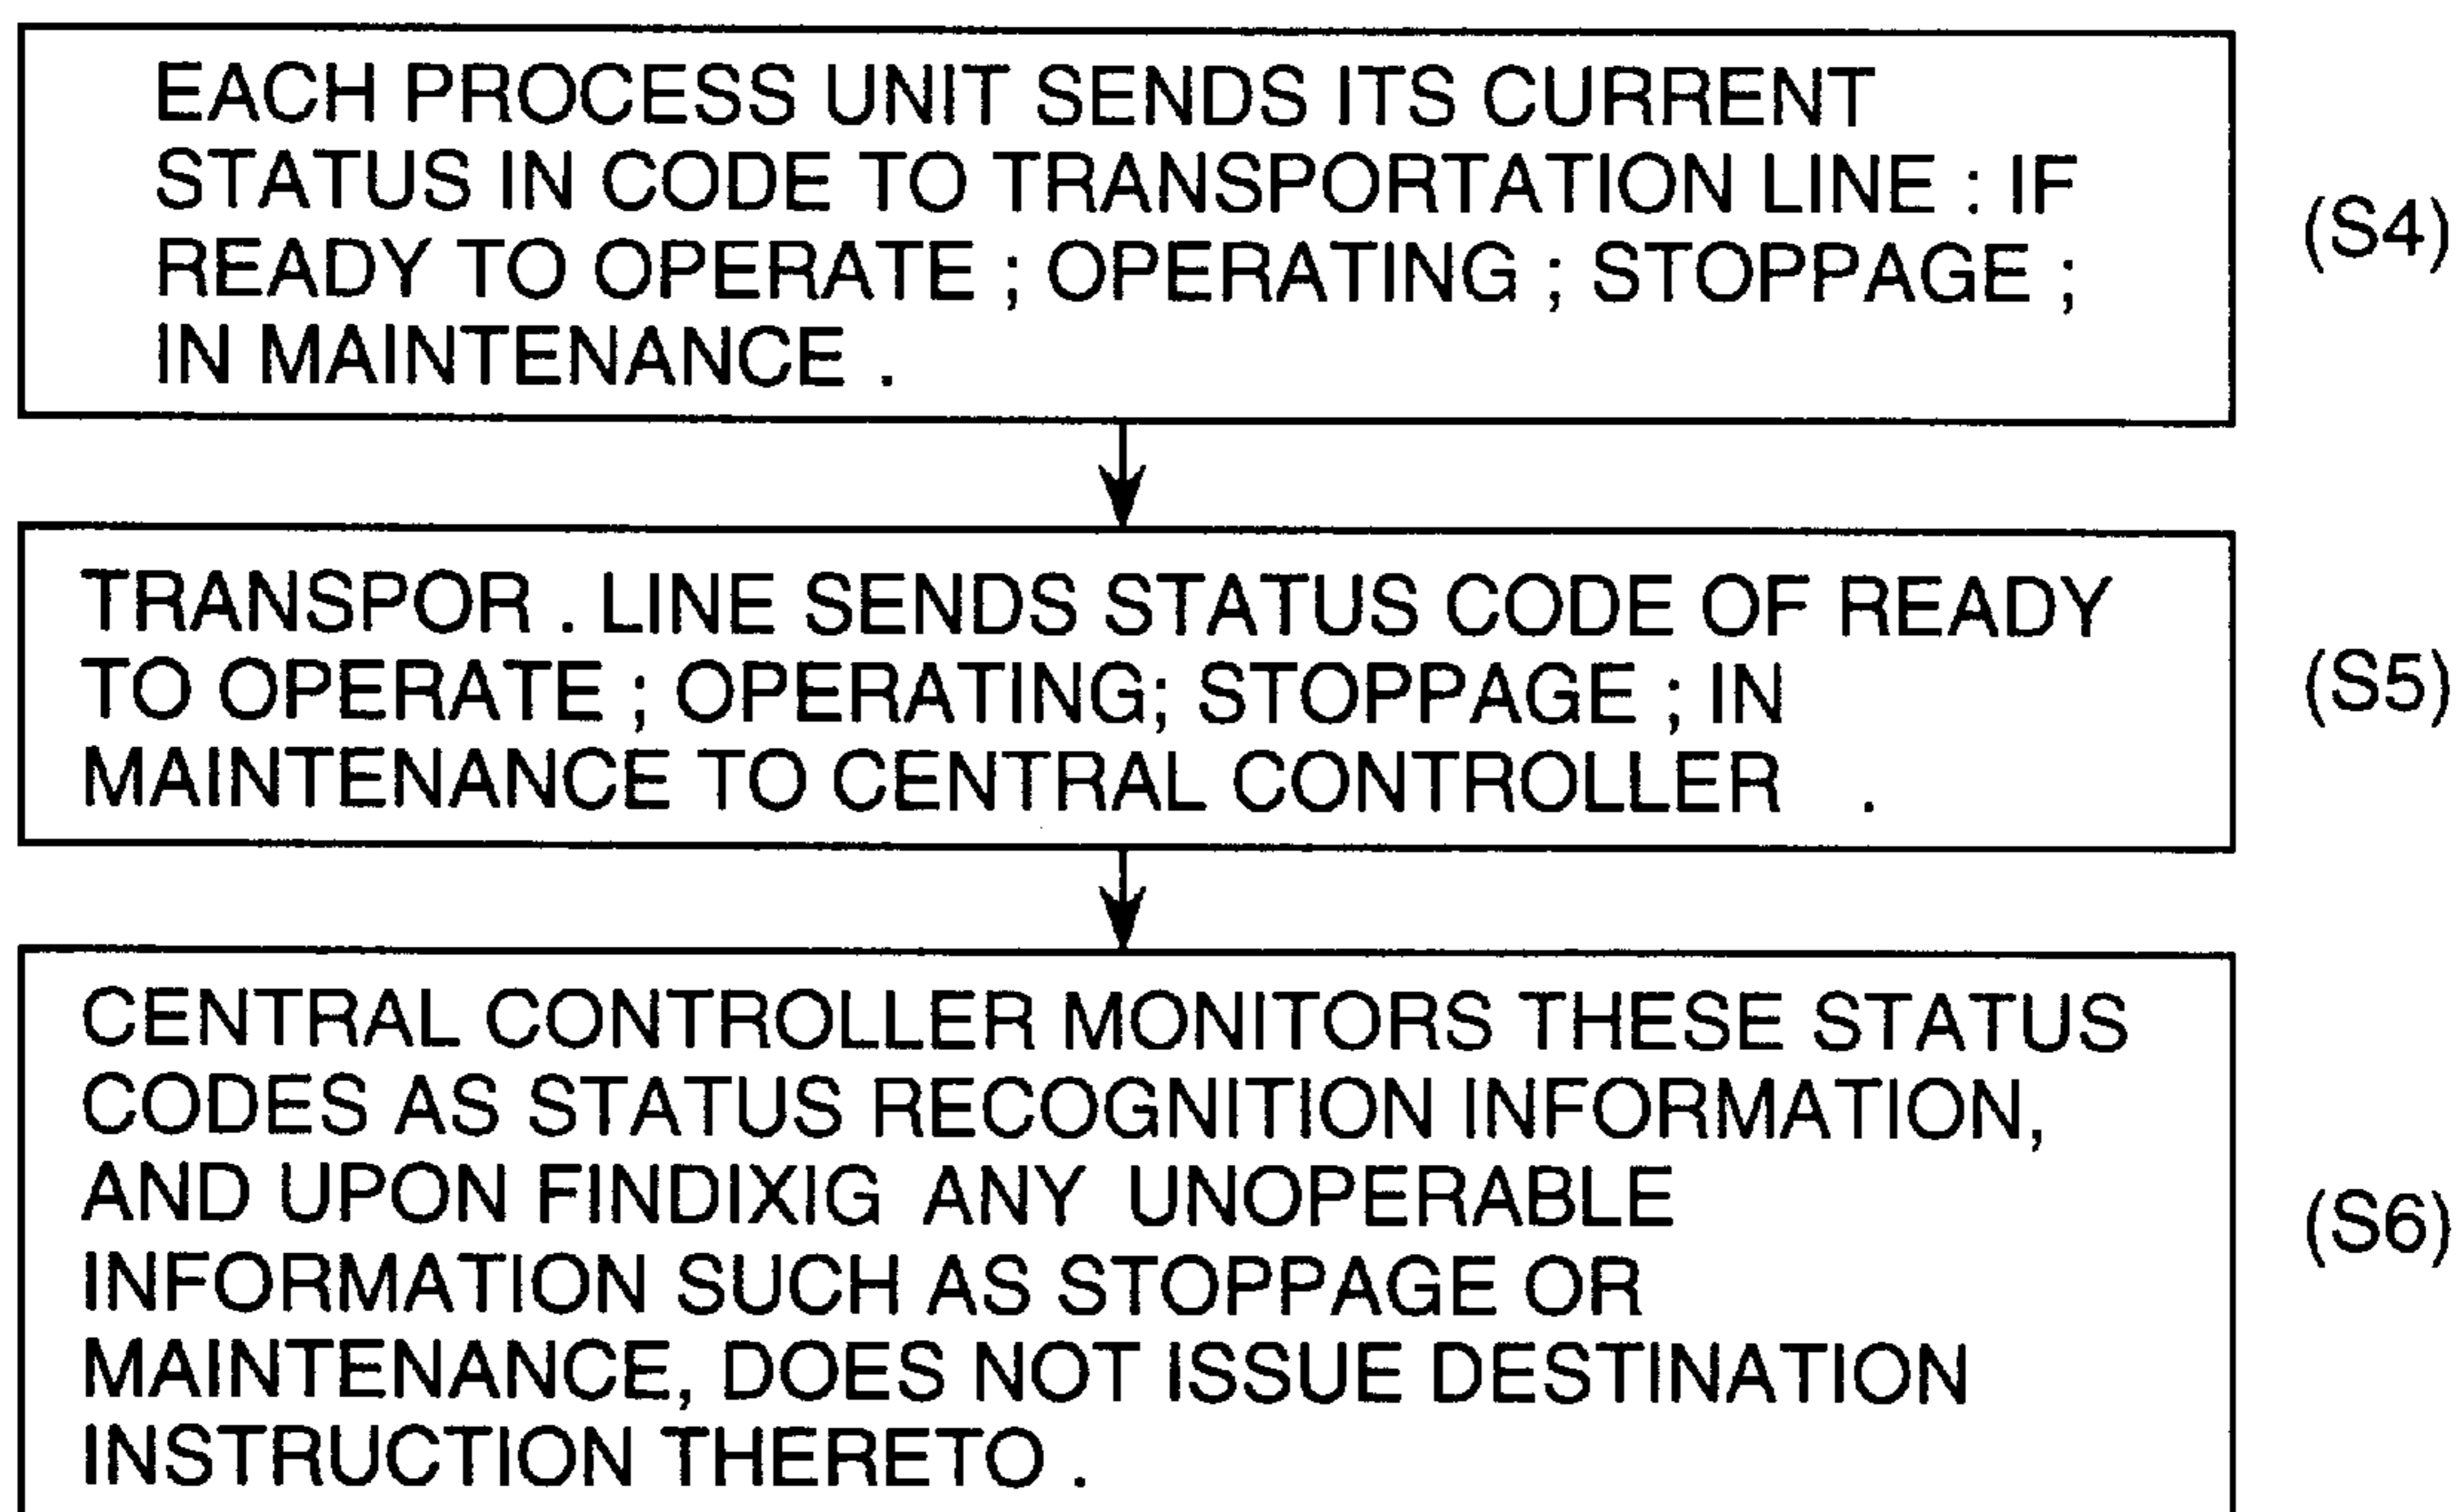 EACH PROCESS UNIT SENDS ITS CURRENT
STATUS IN CODE TO TRANSPORTATION LINE : IF
READY TO OPERATE ; OPERATING ; STOPPAGE ;
IN MAINTENANCE .
(S4)
TRANSPOR . LINE SENDS STATUS CODE OF READY
TO OPERATE ; OPERATING; STOPPAGE ; IN
MAINTENANCE TO CENTRAL CONTROLLER .
(S5)
CENTRAL CONTROLLER MONITORS THESE STATUS
CODES AS STATUS RECOGNITION INFORMATION,
AND UPON FINDIXIG ANY UNOPERABLE
INFORMATION SUCH AS STOPPAGE OR
MAINTENANCE, DOES NOT ISSUE DESTINATION
INSTRUCTION THERETO .
(S6)